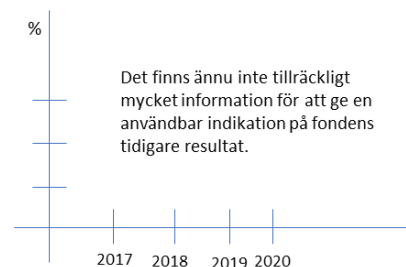 %
Det finns ännu inte tillräckligt
mycket information för att ge en
användbar indikation på fondens
tidigare resultat.
2017 2018 2019 2020